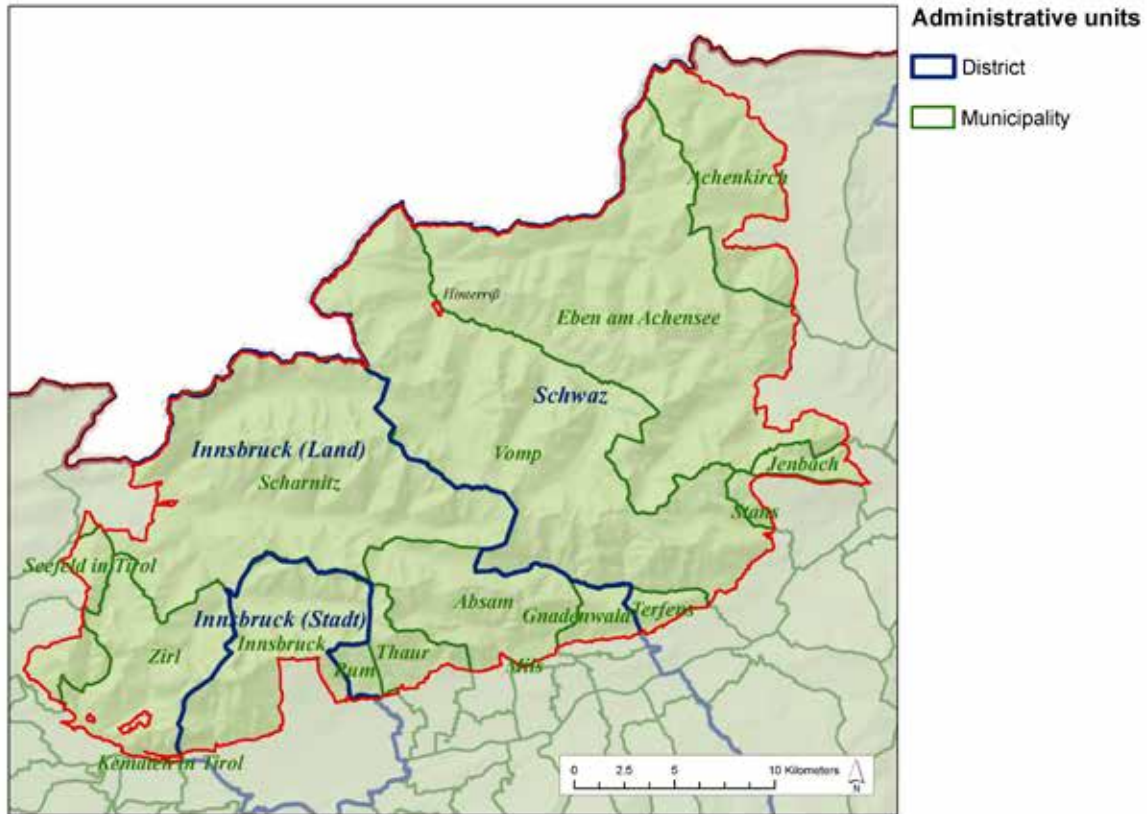 Administrative units
District
Municipality
Achenkirch
Hinterriß
Eben am Achensee
Schwaz
Innsbruck (Land)
Vomp
Scharnitz
Jenbach
Stans
Seefeld in Tirol
Absam
Gnadenwald
Terfens
Innsbruck (Stadt)
Innsbruck
Zirl
Thaur
Rum
Mils
Kematen in Tirol
0 2.5 5 10 Kilometers
N